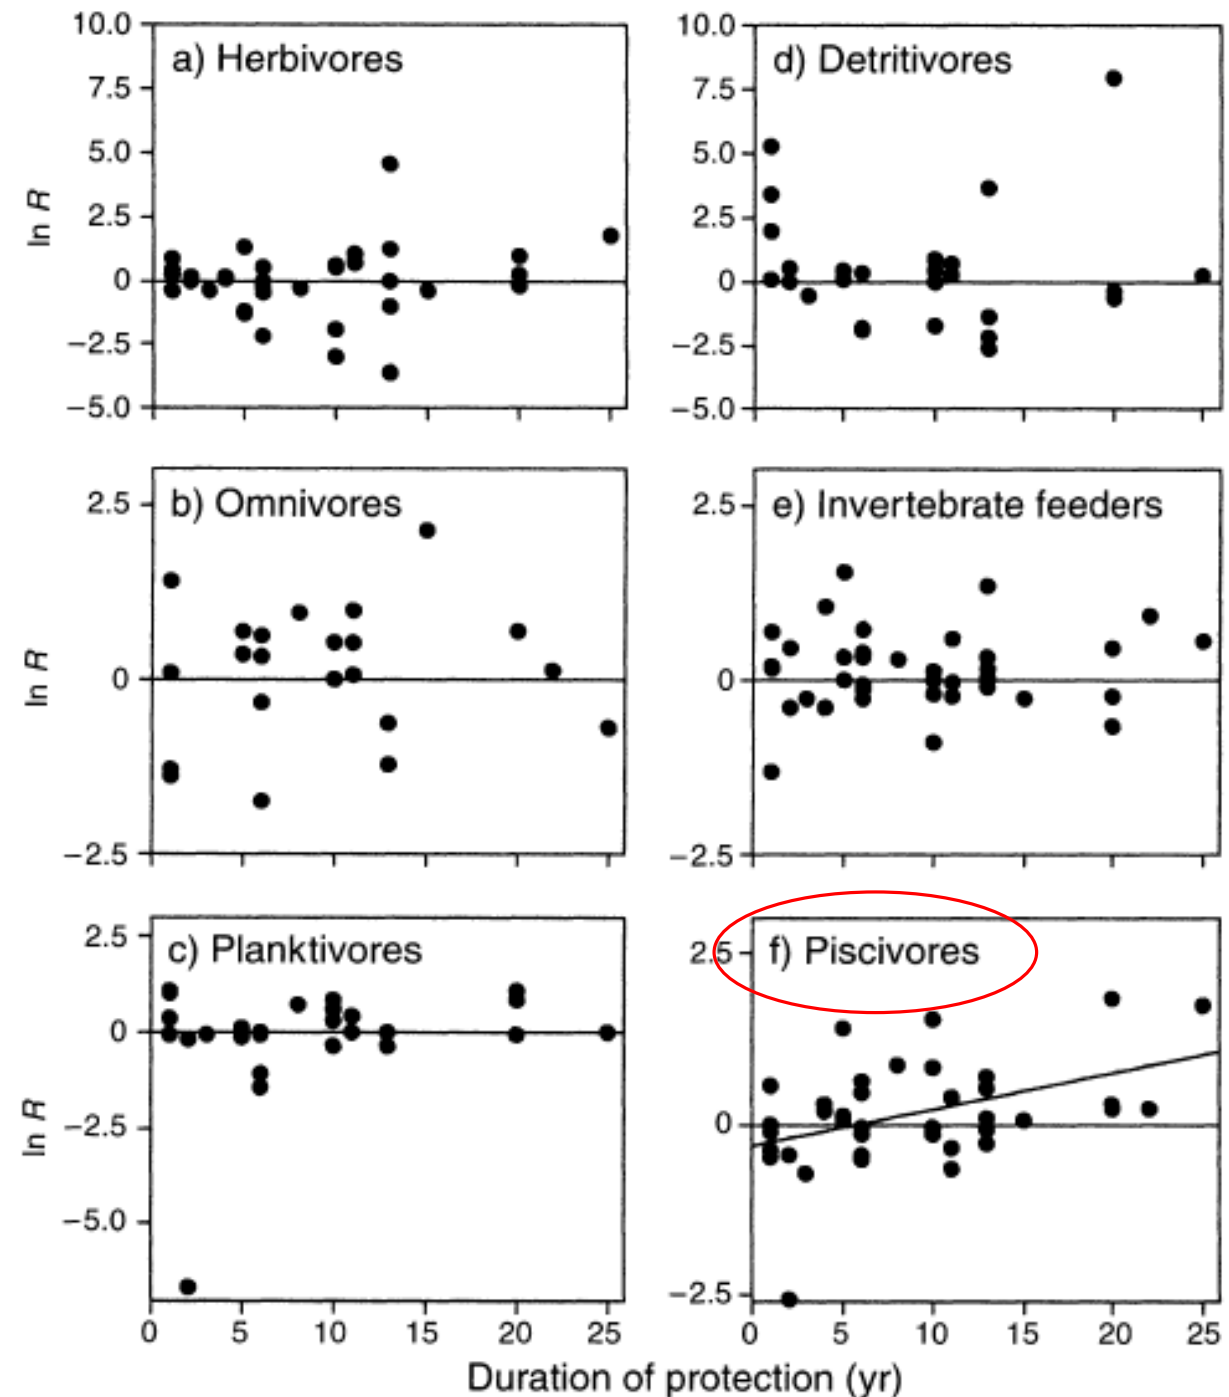 10.0
7.5
5.0
2.5
0
−2.5
−5.0
ln R
a) Herbivores
10.0
7.5
5.0
2.5
0
−2.5
−5.0
d) Detritivores
2.5
0
−2.5
ln R
b) Omnivores
2.5
0
−2.5
e) Invertebrate feeders
2.5
0
−2.5
−5.0
ln R
c) Planktivores
0 5 10 15 20 25
2.5
0
−2.5
f) Piscivores
0 5 10 15 20 25
Duration of protection (yr)